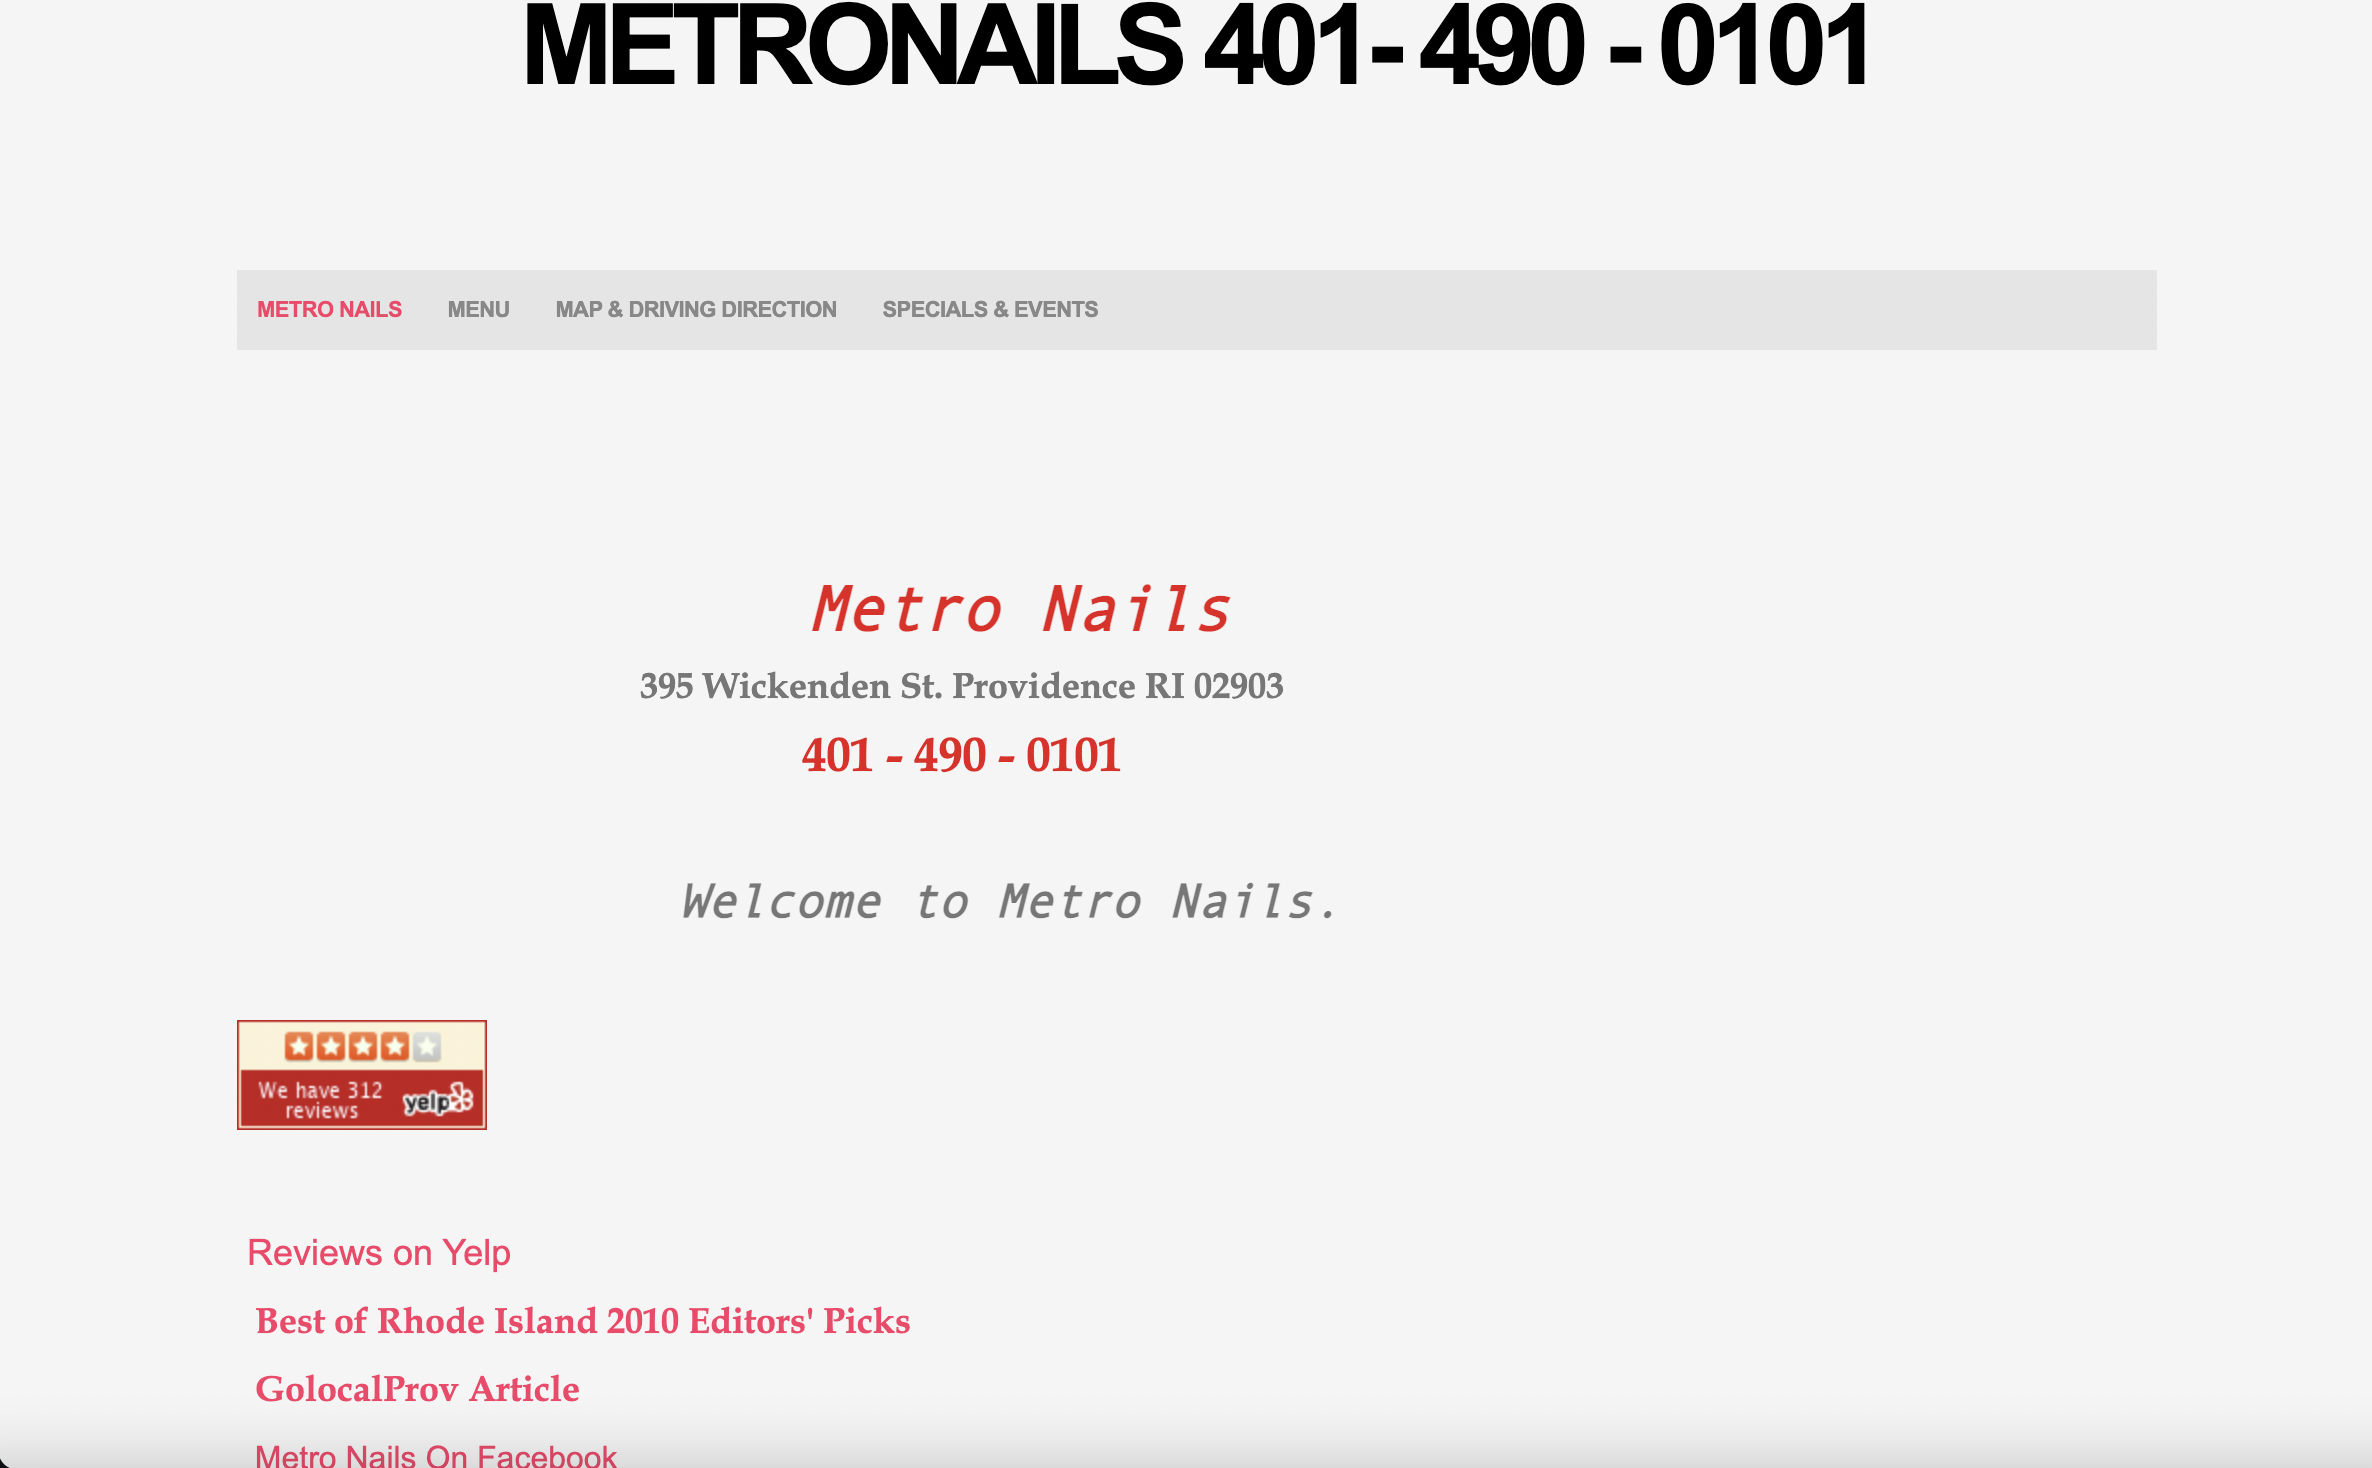 METRONAILS 401- 490 - 0101
METRO NAILS MENU MAP & DRIVING DIRECTION SPECIALS & EVENTS
Metro Nails
395 Wickenden St. Providence RI 02903
401 - 490 - 0101
Welcome to Metro Nails.
We have 312
reviews
yelp
Reviews on Yelp
Best of Rhode Island 2010 Editors' Picks
GolocalProv Article
Metro Nails On Facebook